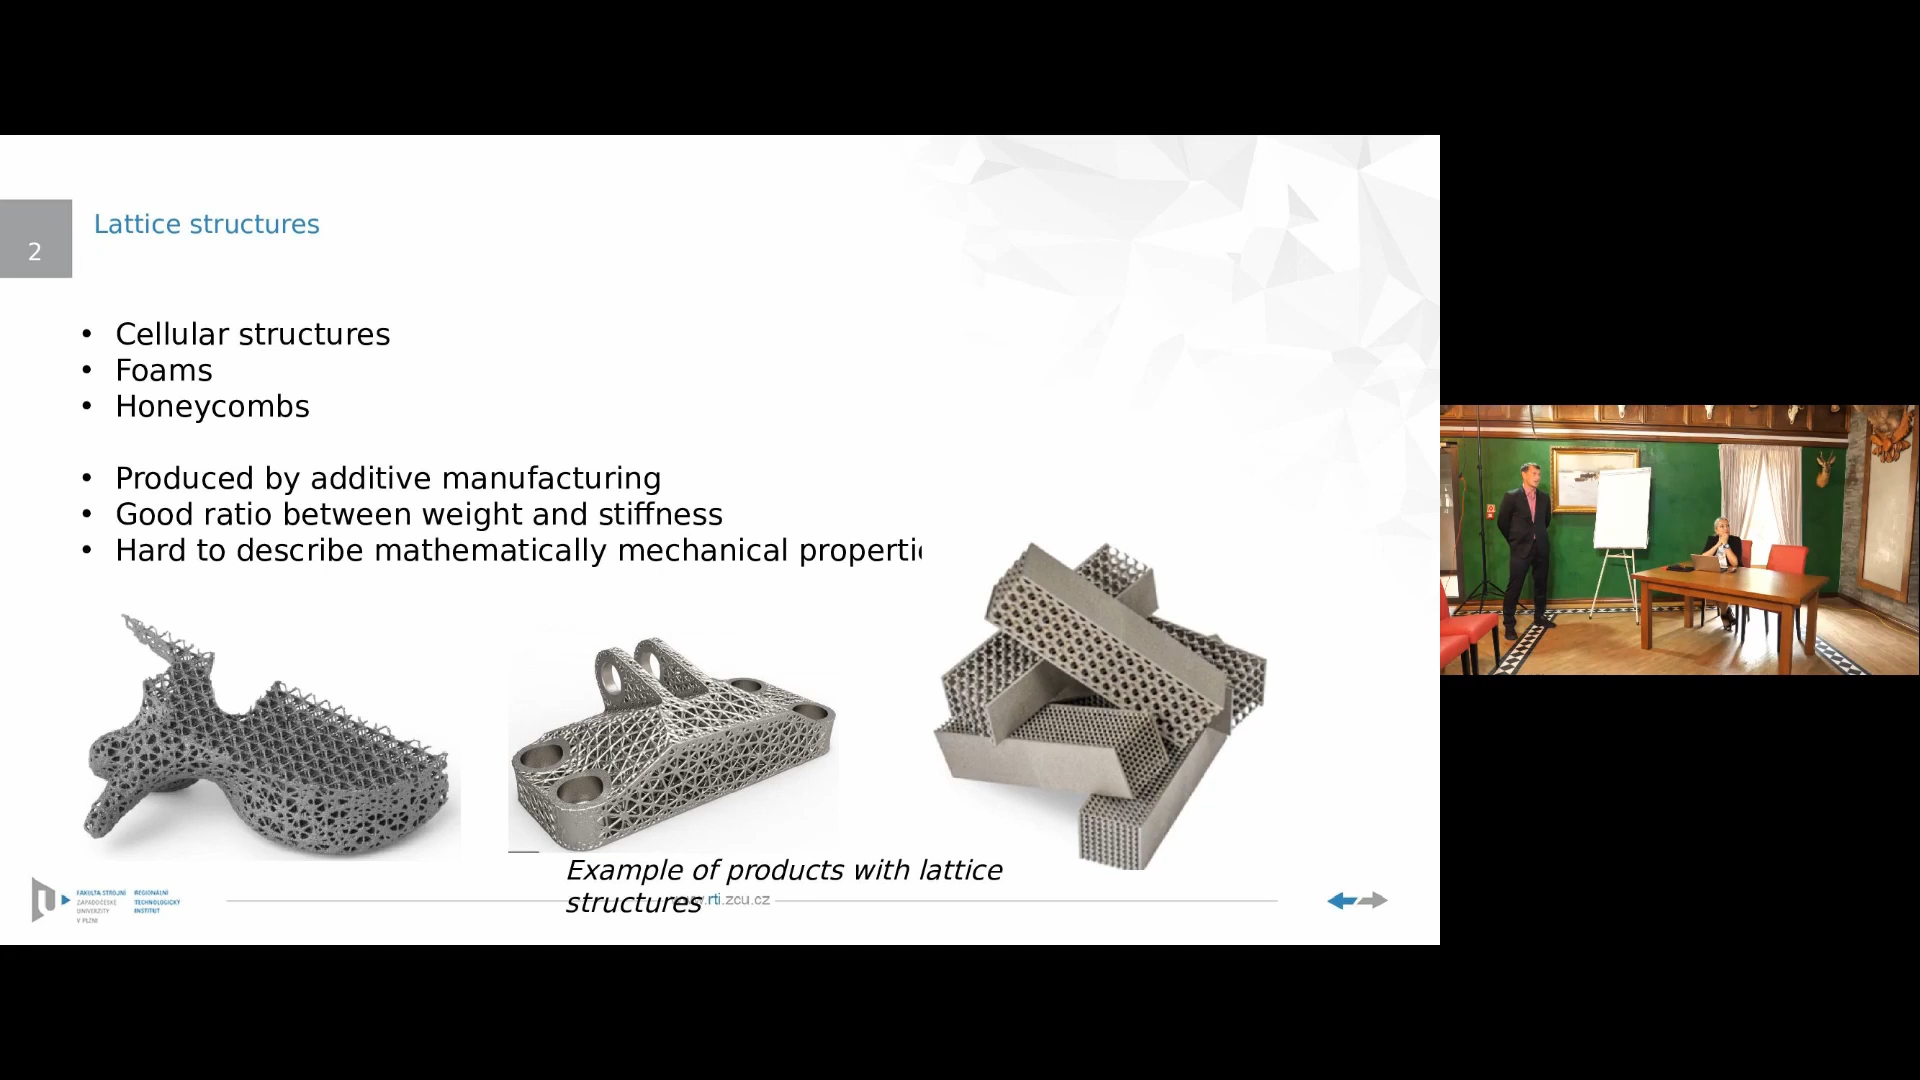 Lattice structures
2
• Cellular structures
• Foams
• Honeycombs
• Produced by additive manufacturing
• Good ratio between weight and stiffness
• Hard to describe mathematically mechanical properti
Example of products with lattice
structures
.rti.zcu.cz
FAKULTA STROJNÍ
ZÁPADOČESKÉ
UNIVERZITY
V PLZNI
REGIONÁLNÍ
TECHNOLOGICKÝ
INSTITUT